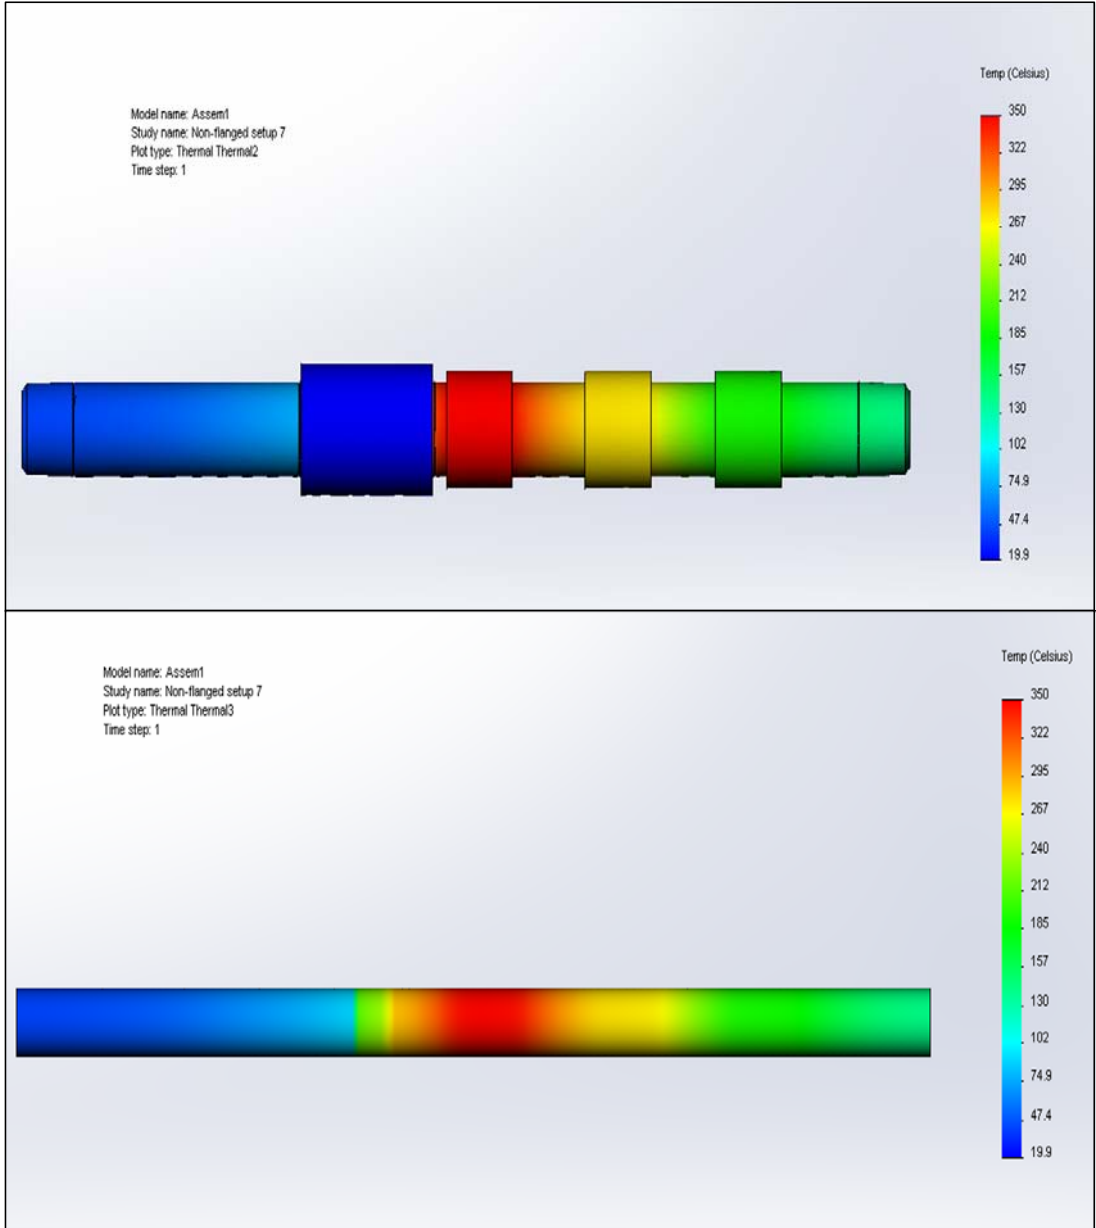 Temp (Celsius)
Model name: Assem1
Study name: Non-flanged setup 7
Plot type: Thermal Thermal2
Time step: 1
350
322
295
267
240
212
185
157
130
102
74.9
47.4
19.9
Temp (Celsius)
Model name: Assem1
Study name: Non-flanged setup 7
Plot type: Thermal Thermal3
Time step: 1
350
322
295
267
240
212
185
157
130
102
74.9
47.4
19.9